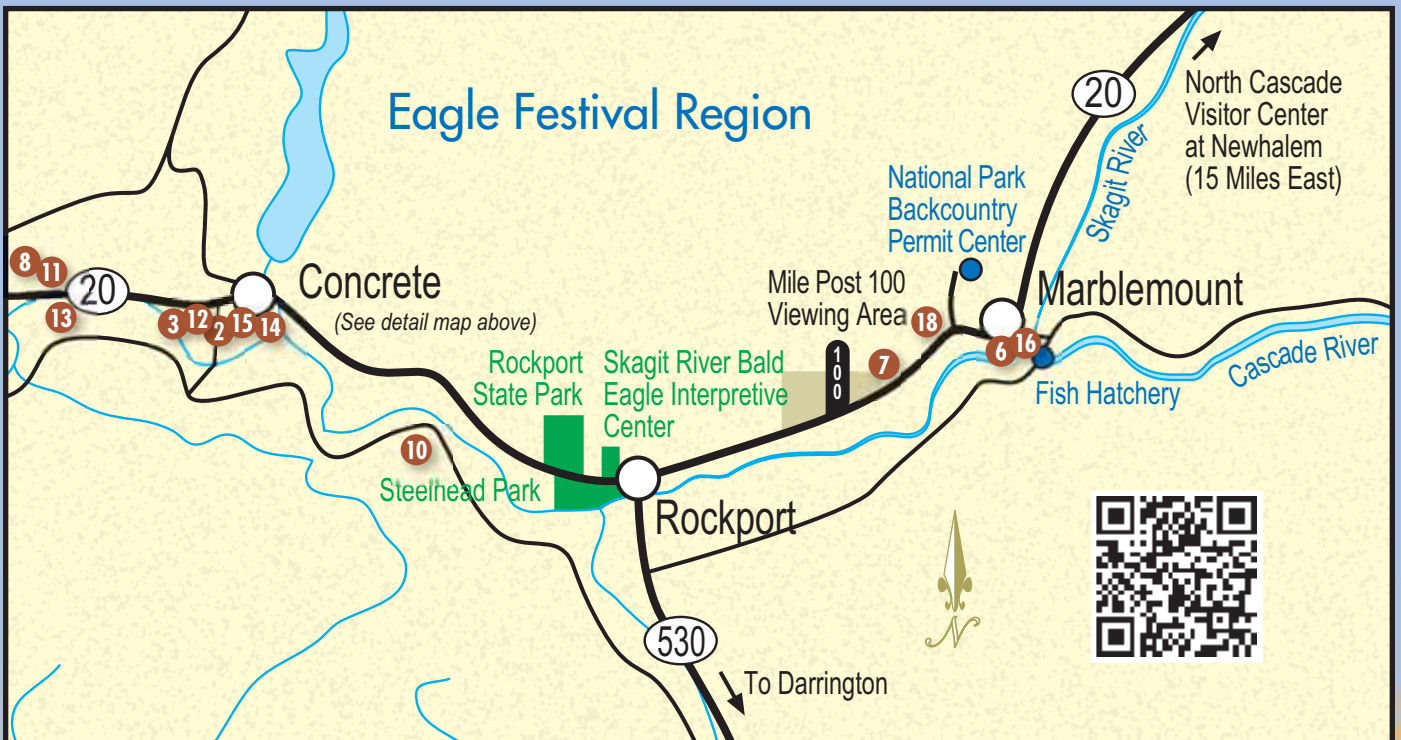 Eagle Festival Region
20
North Cascade
Visitor Center
at Newhalem
(15 Miles East)
Skagit River
National Park
Backcountry
Permit Center
8
11
20
13
Concrete
(See detail map above)
3
12
2
15
14
Mile Post 100
Viewing Area
18
Marblemount
6
16
7
100
Cascade River
Fish Hatchery
Rockport
State Park
Skagit River Bald
Eagle Interpretive
Center
10
Steelhead Park
Rockport
N
530
To Darrington